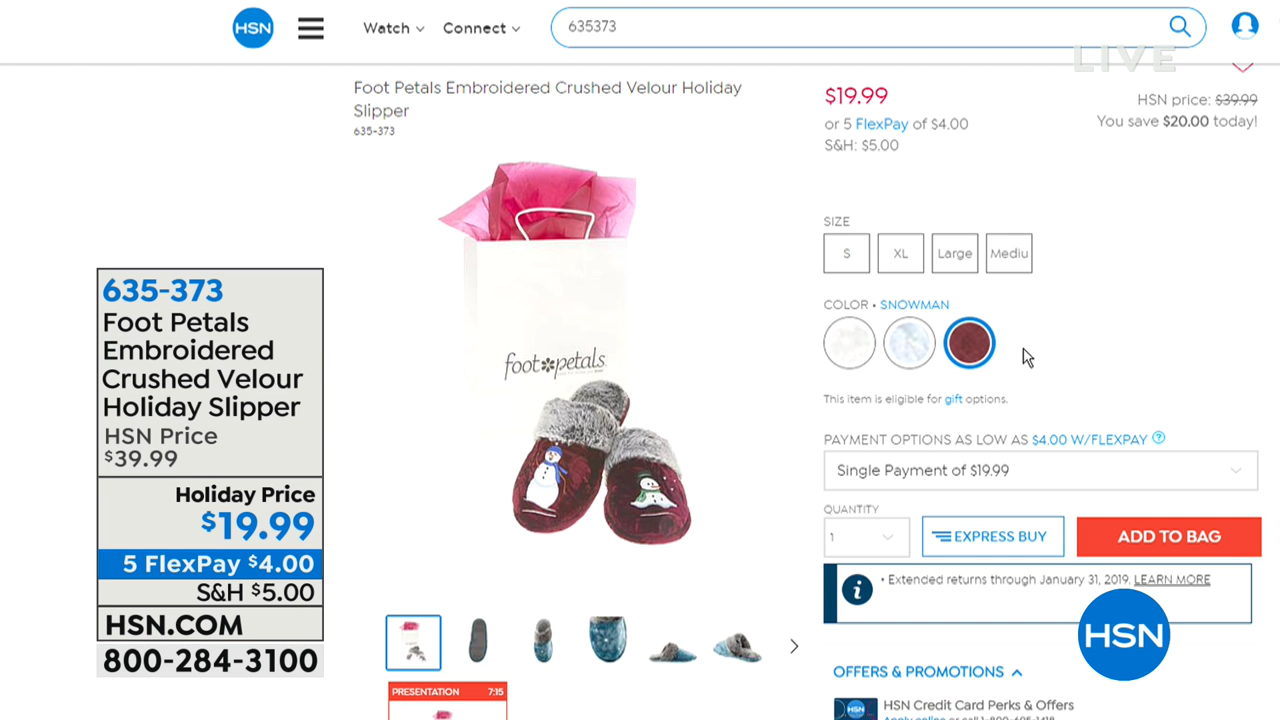 HSN
Watch
Connect
635373
LIVE
Foot Petals Embroidered Crushed Velour Holiday
Slipper
635-373
$19.99
HSN price: $39.99
or 5 FlexPay of $4.00
You save $20.00 today!
S&H: $5.00
SIZE
S
XL
Large
Mediu
COLOR • SNOWMAN
foot petals
This item is eligible for gift options.
PAYMENT OPTIONS AS LOW AS $4.00 W/FLEXPAY ?
Single Payment of $19.99
QUANTITY
1
EXPRESS BUY
ADD TO BAG
i
• Extended returns through January 31, 2019. LEARN MORE
HSN
OFFERS & PROMOTIONS
HSN
HSN Credit Card Perks & Offers
PRESENTATION 7:15
635-373
Foot Petals
Embroidered
Crushed Velour
Holiday Slipper
HSN Price
$39.99
Holiday Price
$19.99
5 FlexPay $4.00
S&H $5.00
HSN.COM
800-284-3100